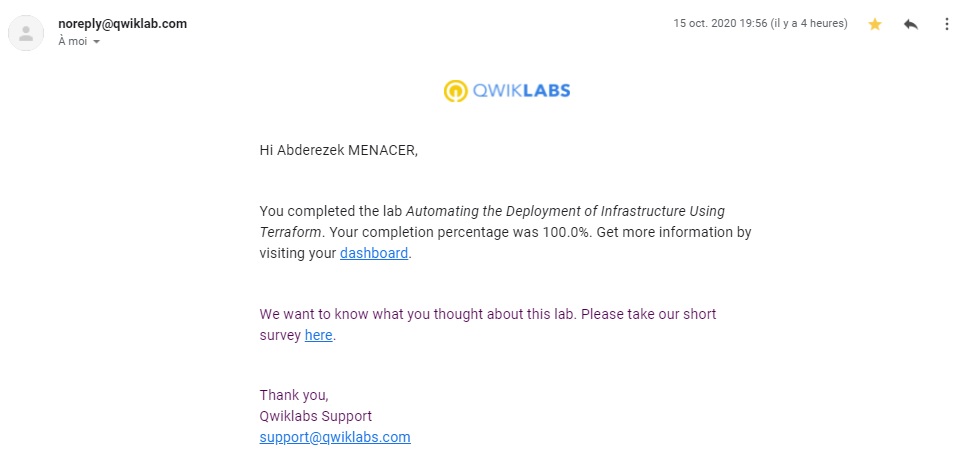 noreply@qwiklab.com
15 oct. 2020 19:56 (il y a 4 heures)
À moi
QWIKLABS
Hi Abderezek MENACER,
You completed the lab Automating the Deployment of Infrastructure Using
Terraform. Your completion percentage was 100.0%. Get more information by
visiting your dashboard.
We want to know what you thought about this lab. Please take our short
survey here.
Thank you,
Qwiklabs Support
support@qwiklabs.com